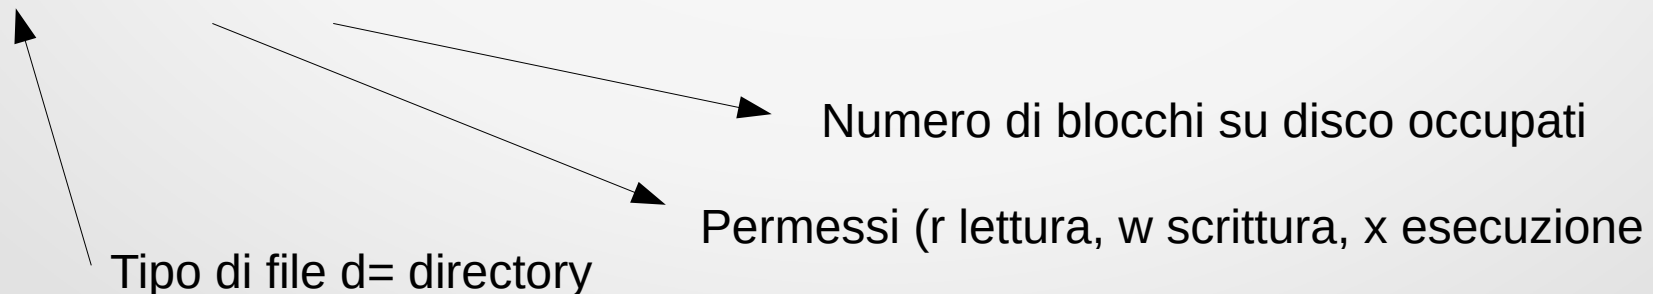 Numero di blocchi su disco occupati
Permessi (r lettura, w scrittura, x esecuzione
Tipo di file d= directory